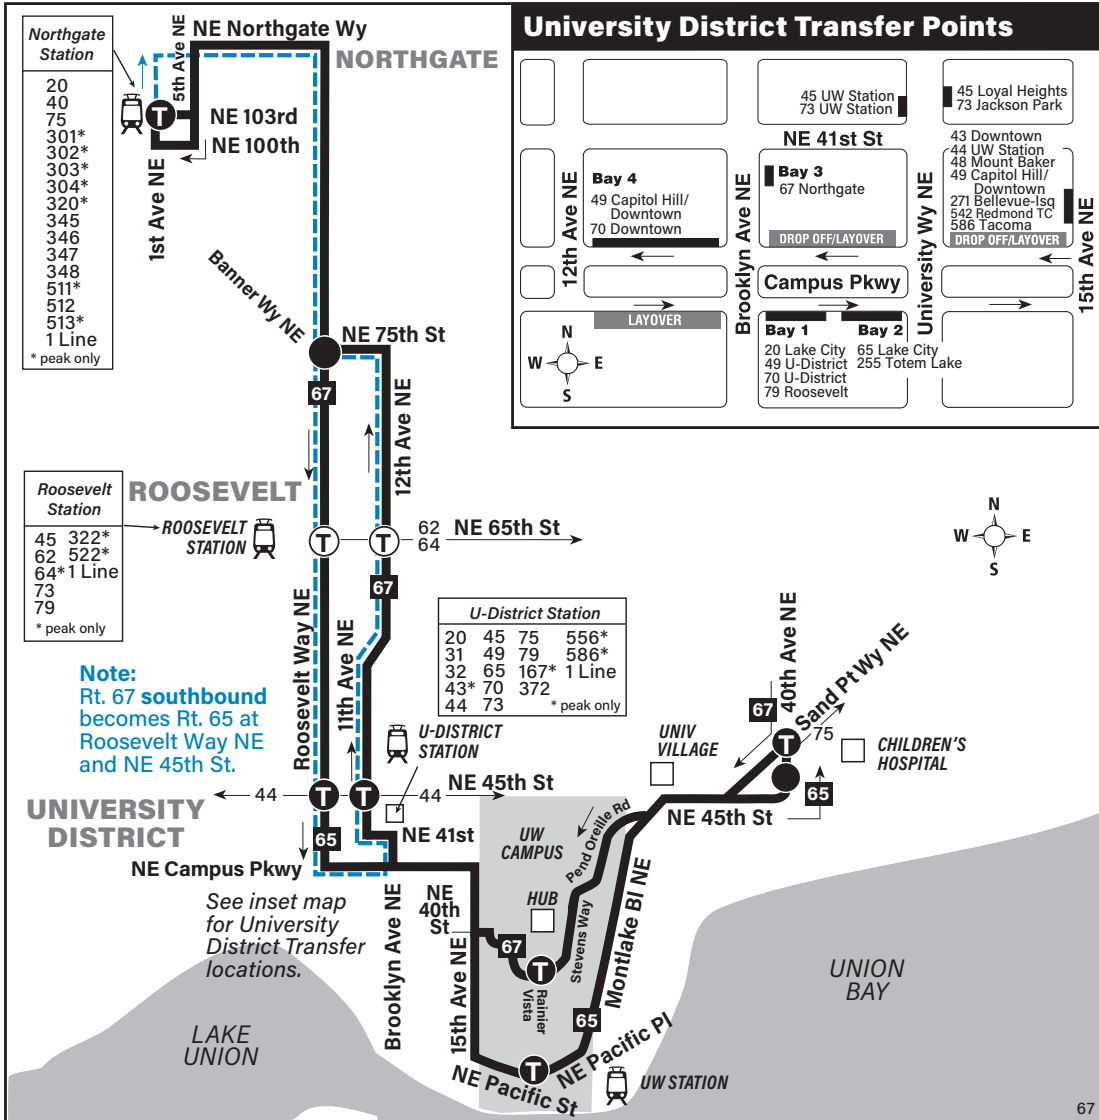 Northgate
Station
20
40
75
301*
302*
303*
304*
320*
345
346
347
348
511*
512
513*
1 Line
* peak only
T
5th Ave NE
NE Northgate Wy
NORTHGATE
NE 103rd
NE 100th
1st Ave NE
Banner Wy NE
NE 75th St
67
12th Ave NE
University District Transfer Points
45 UW Station
73 UW Station
45 Loyal Heights
73 Jackson Park
NE 41st St
12th Ave NE
Bay 4
49 Capitol Hill/
Downtown
70 Downtown
Brooklyn Ave NE
Bay 3
67 Northgate
DROP OFF/LAYOVER
University Wy NE
43 Downtown
44 UW Station
48 Mount Baker
49 Capitol Hill/
Downtown
271 Bellevue-Isq
542 Redmond TC
586 Tacoma
DROP OFF/LAYOVER
15th Ave NE
Campus Pkwy
LAYOVER
N
W E
S
Bay 1
20 Lake City
49 U-District
70 U-District
79 Roosevelt
Bay 2
65 Lake City
255 Totem Lake
Roosevelt
Station
45 322*
62 522*
64* 1 Line
73
79
* peak only
ROOSEVELT
ROOSEVELT
STATION
T
T
62
64
NE 65th St
N
W E
S
67
Roosevelt Way NE
11th Ave NE
U-District Station
20 45 75 556*
31 49 79 586*
32 65 167* 1 Line
43* 70 372
44 73 * peak only
Note:
Rt. 67 southbound
becomes Rt. 65 at
Roosevelt Way NE
and NE 45th St.
U-DISTRICT
STATION
UNIV
VILLAGE
67
40th Ave NE
Sand Pt Wy NE
T
75
CHILDREN'S
HOSPITAL
65
44
T
T
44
NE 45th St
NE 45th St
UNIVERSITY
DISTRICT
65
NE 41st
UW
CAMPUS
Pend Oreille Rd
NE Campus Pkwy
See inset map
for University
District Transfer
locations.
Brooklyn Ave NE
NE
40th
St
HUB
67
T
Stevens Way
Rainier
Vista
15th Ave NE
Montlake Bl NE
65
T
NE Pacific St
NE Pacific Pl
UW STATION
UNION
BAY
LAKE
UNION
67